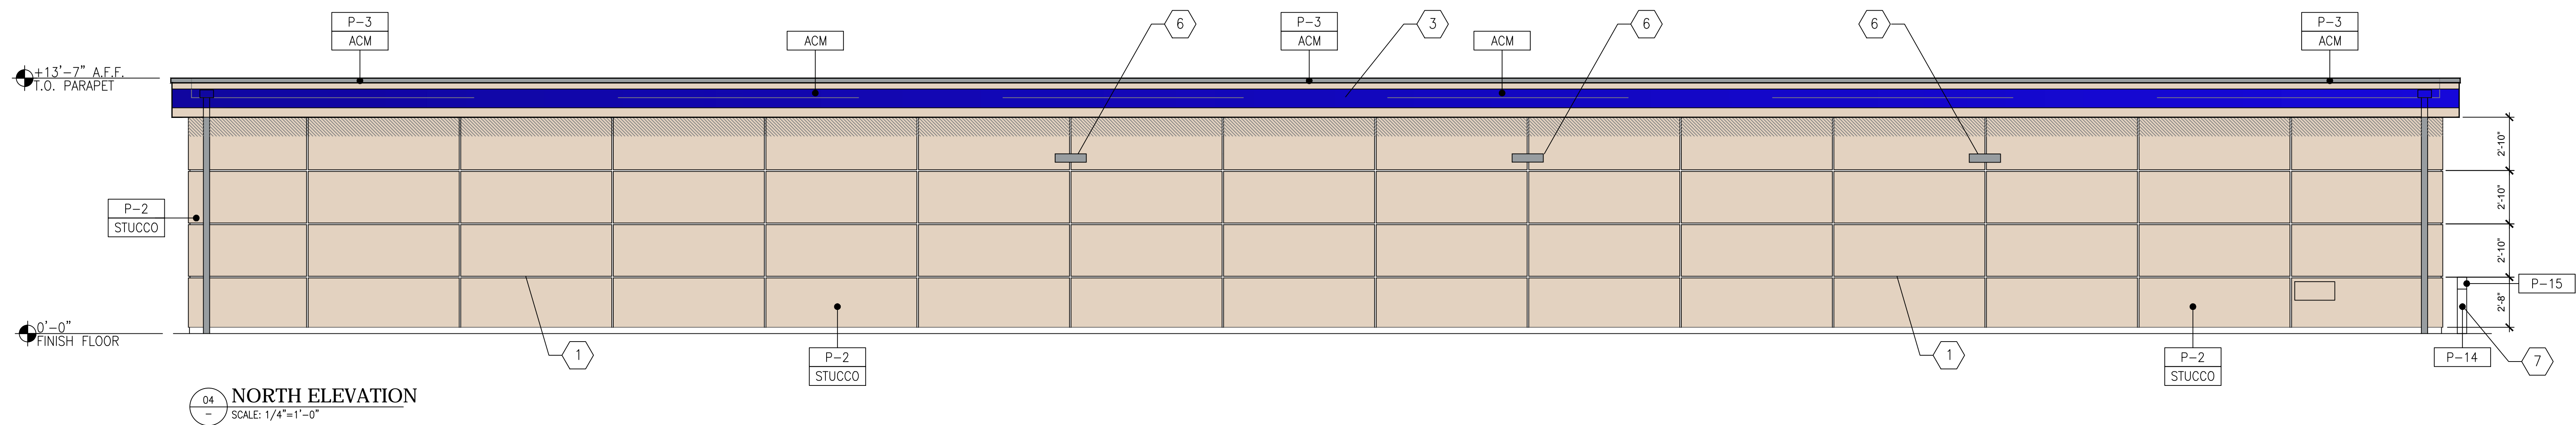 P-3
ACM
ACM
6
P-3
ACM
3
ACM
6
6
P-3
ACM
+13'-7" A.F.F.
T.O. PARAPET
2'-10"
2'-10"
P-2
STUCCO
2'-10"
P-15
2'-8"
0'-0"
FINISH FLOOR
1
P-2
STUCCO
1
P-2
STUCCO
P-14
7
04
-
NORTH ELEVATION
SCALE: 1/4"=1'-0"